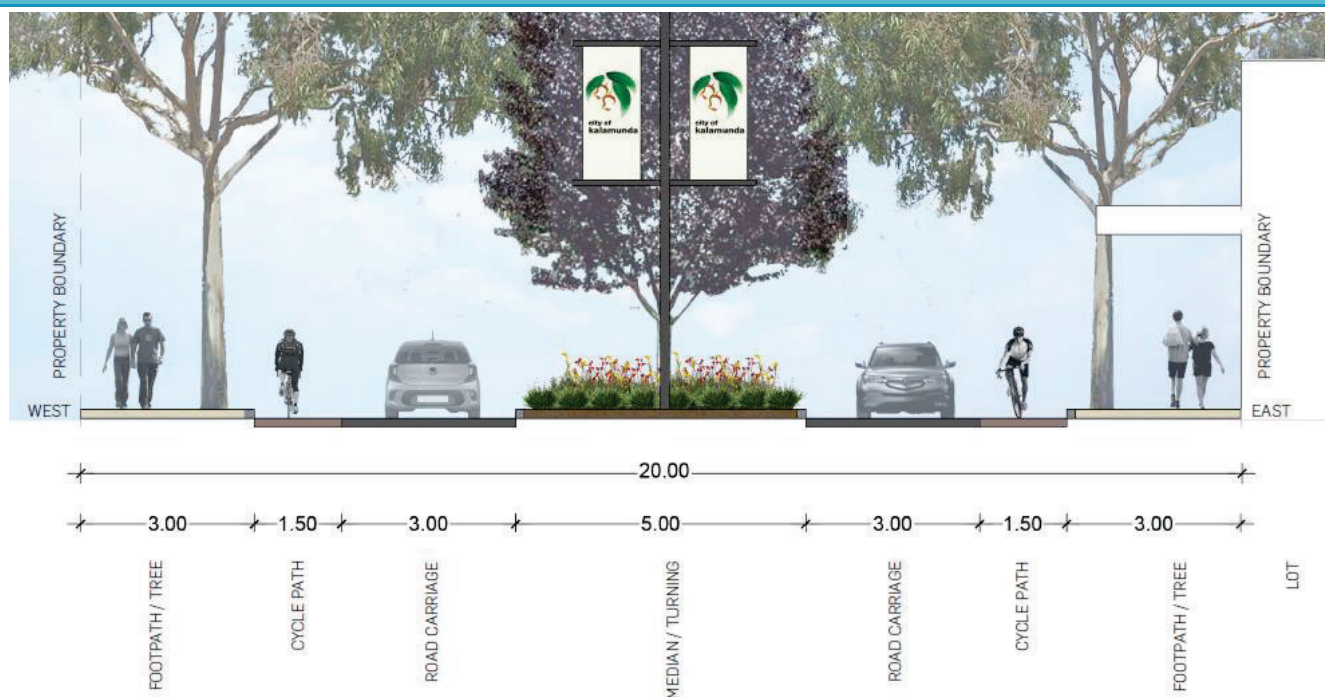 city of
kalamunda
city of
kalamunda
PROPERTY BOUNDARY
PROPERTY BOUNDARY
WEST
EAST
20.00
3.00
1.50
3.00
5.00
3.00
1.50
3.00
FOOTPATH / TREE
CYCLE PATH
ROAD CARRIAGE
MEDIAN / TURNING
ROAD CARRIAGE
CYCLE PATH
FOOTPATH / TREE
LOT